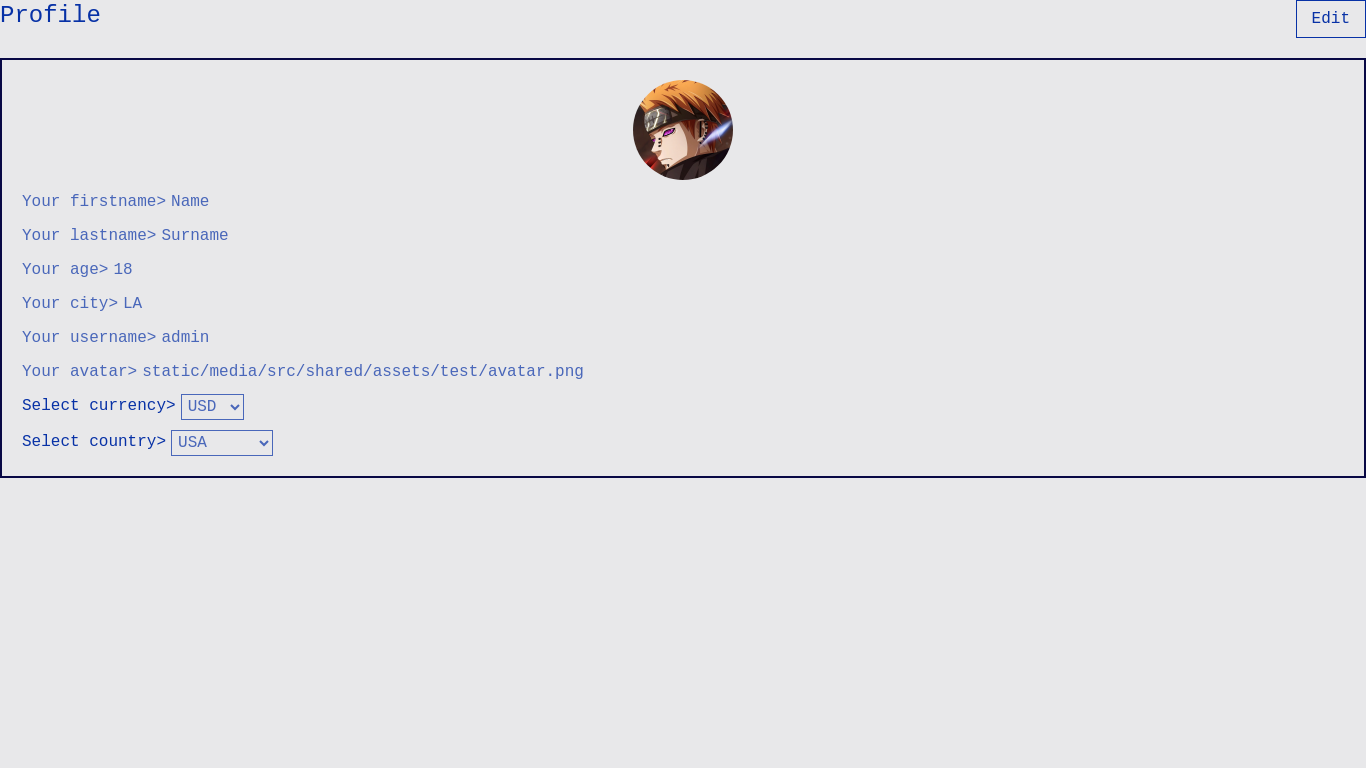 Profile
Edit
Your firstname> Name
Your lastname> Surname
Your age> 18
Your city> LA
Your username> admin
Your avatar> static/media/src/shared/assets/test/avatar.png
Select currency> USD
Select country> USA